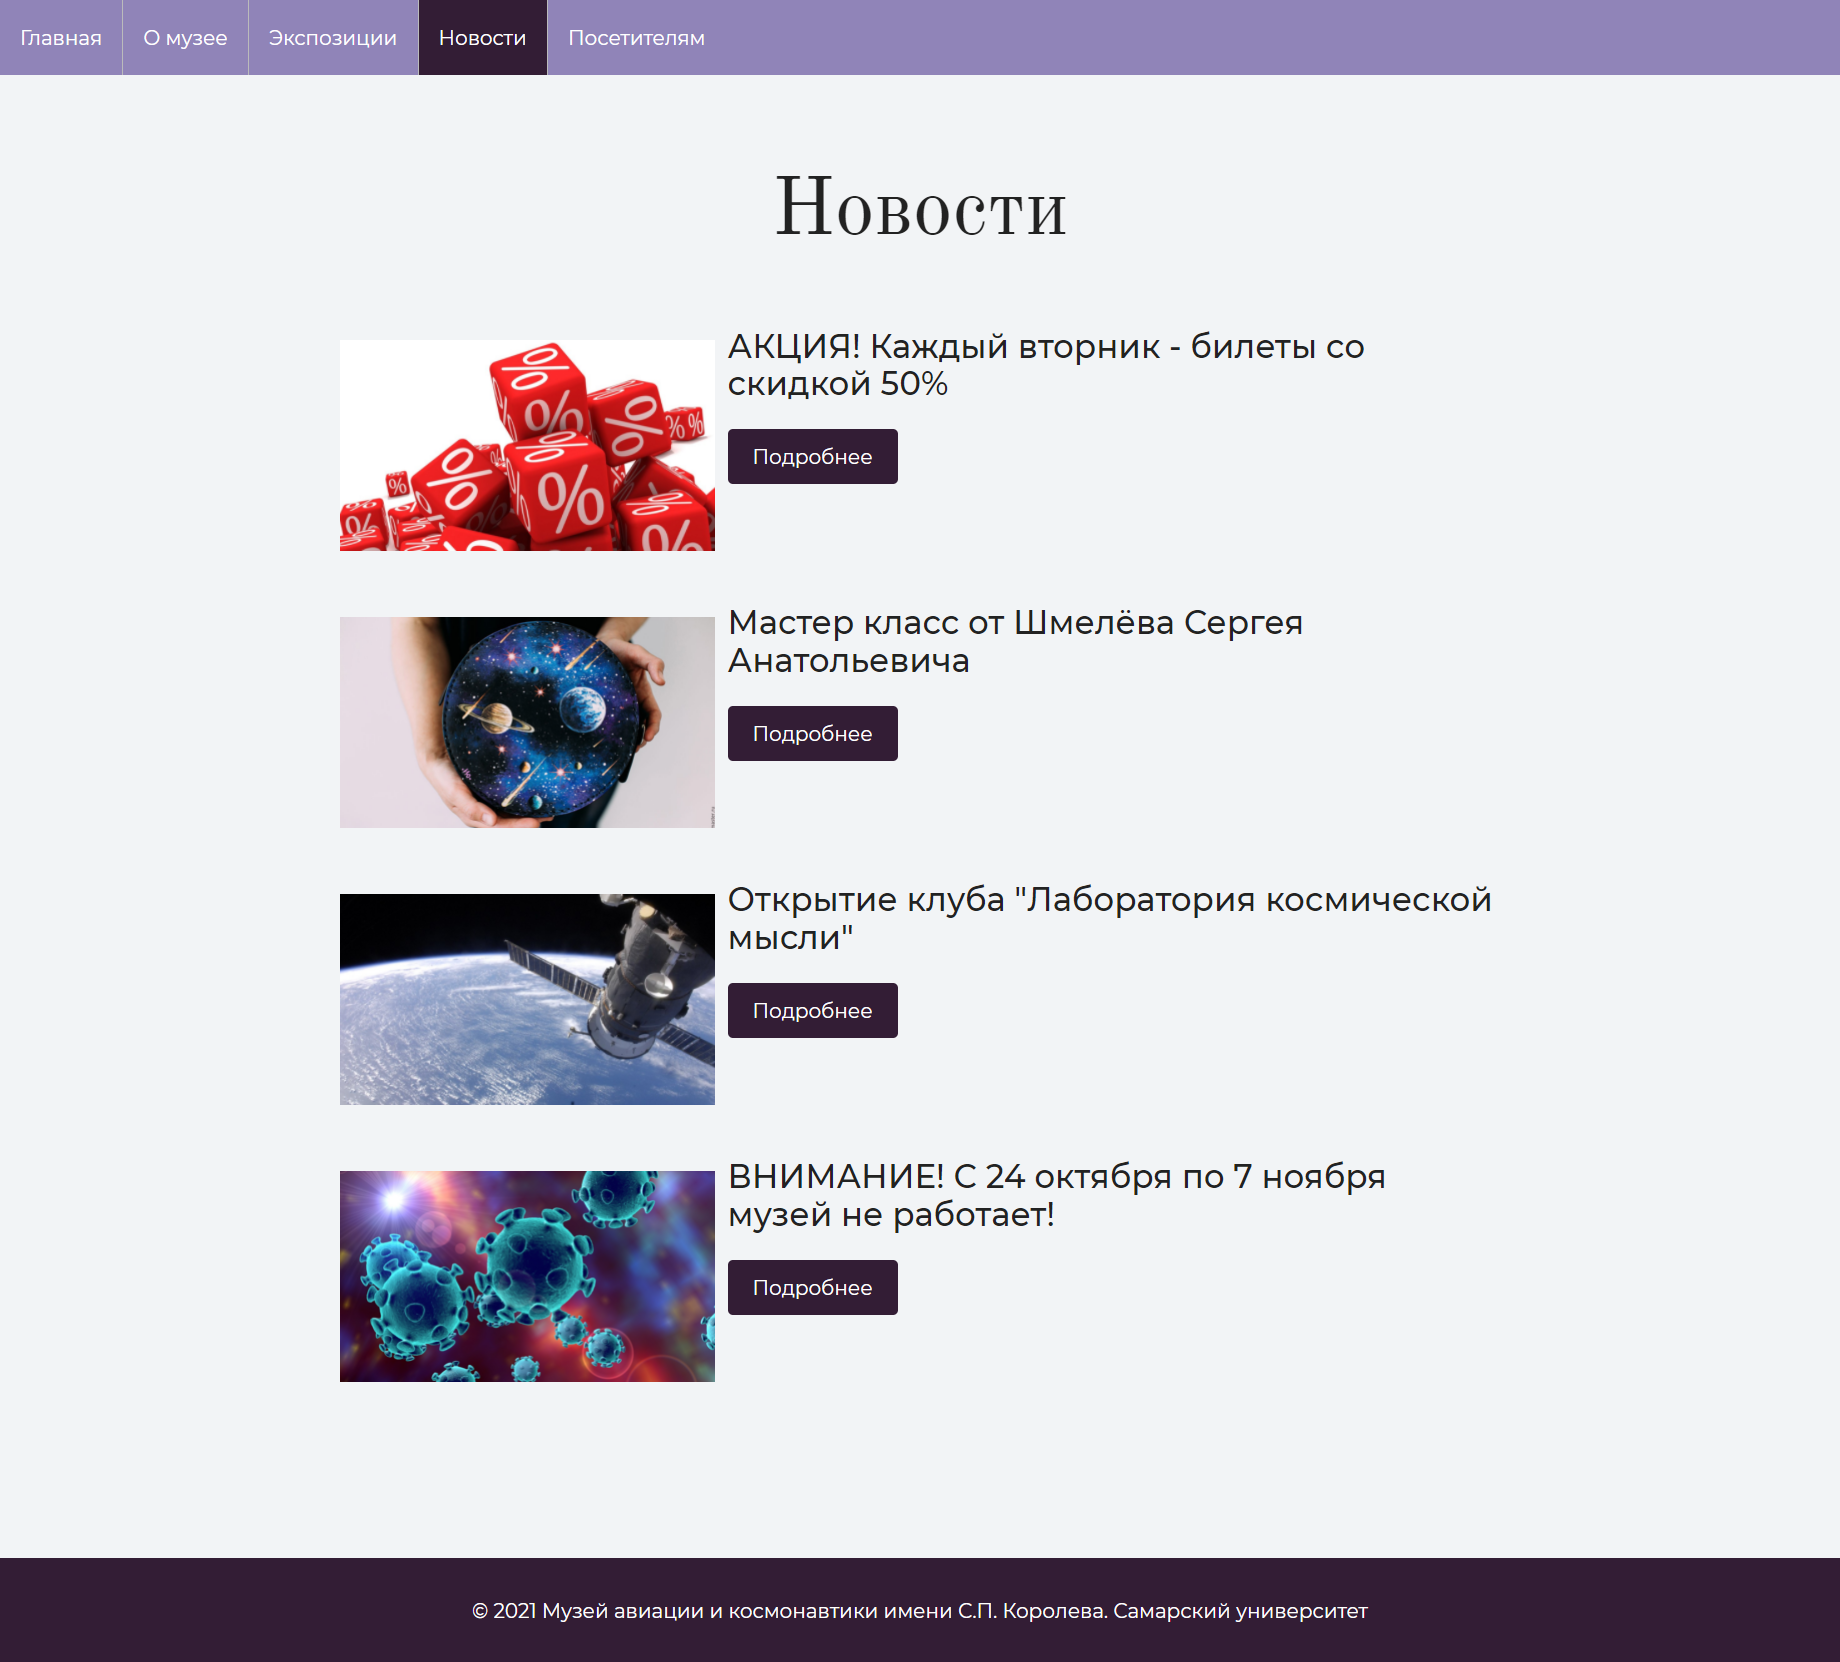 Главная О музее Экспозиции Новости Посетителям
Новости
АКЦИЯ! Каждый вторник - билеты со
скидкой 50%
Подробнее
Мастер класс от Шмелёва Сергея
Анатольевича
Подробнее
Открытие клуба "Лаборатория космической
мысли"
Подробнее
ВНИМАНИЕ! С 24 октября по 7 ноября
музей не работает!
Подробнее
© 2021 Музей авиации и космонавтики имени С.П. Королева. Самарский университет